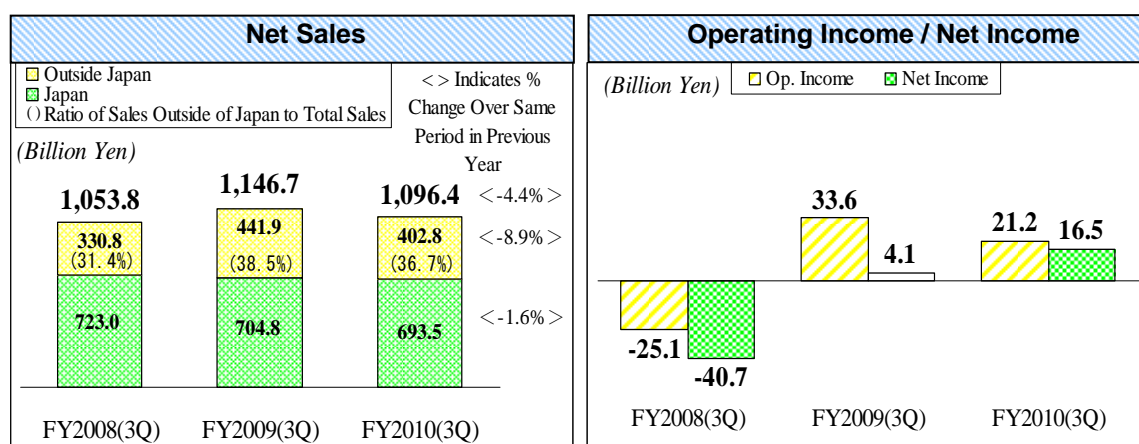 Net Sales
Outside Japan
Japan
() Ratio of Sales Outside of Japan to Total Sales
<> Indicates %
Change Over Same
Period in Previous
Year
(Billion Yen)
1,053.8
1,146.7
1,096.4
<-4.4%>
330.8
(31.4%)
441.9
(38.5%)
402.8
(36.7%)
<-8.9%>
723.0
704.8
693.5
<-1.6%>
FY2008(3Q)
FY2009(3Q)
FY2010(3Q)
Operating Income / Net Income
(Billion Yen)
Op. Income
Net Income
33.6
4.1
21.2
16.5
-25.1
-40.7
FY2008(3Q)
FY2009(3Q)
FY2010(3Q)